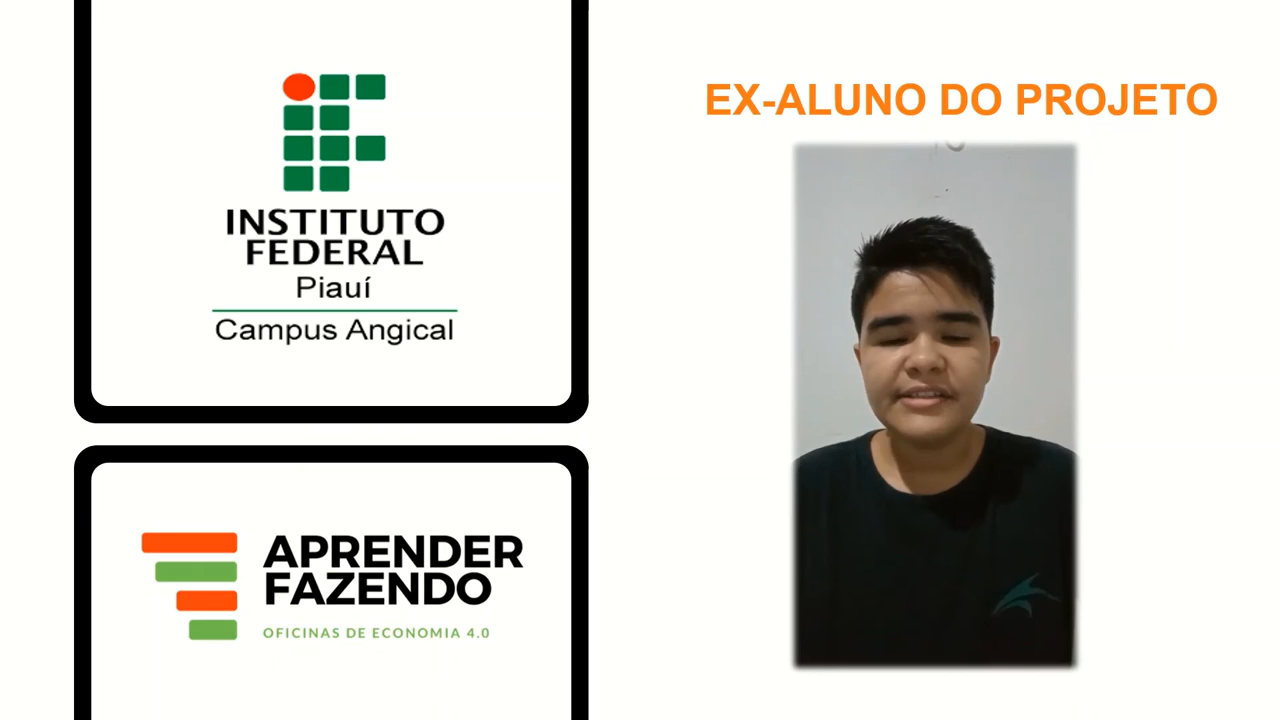 INSTITUTO
FEDERAL
Piauí
Campus Angical
APRENDER
FAZENDO
OFICINAS DE ECONOMIA 4.0
EX-ALUNO DO PROJETO